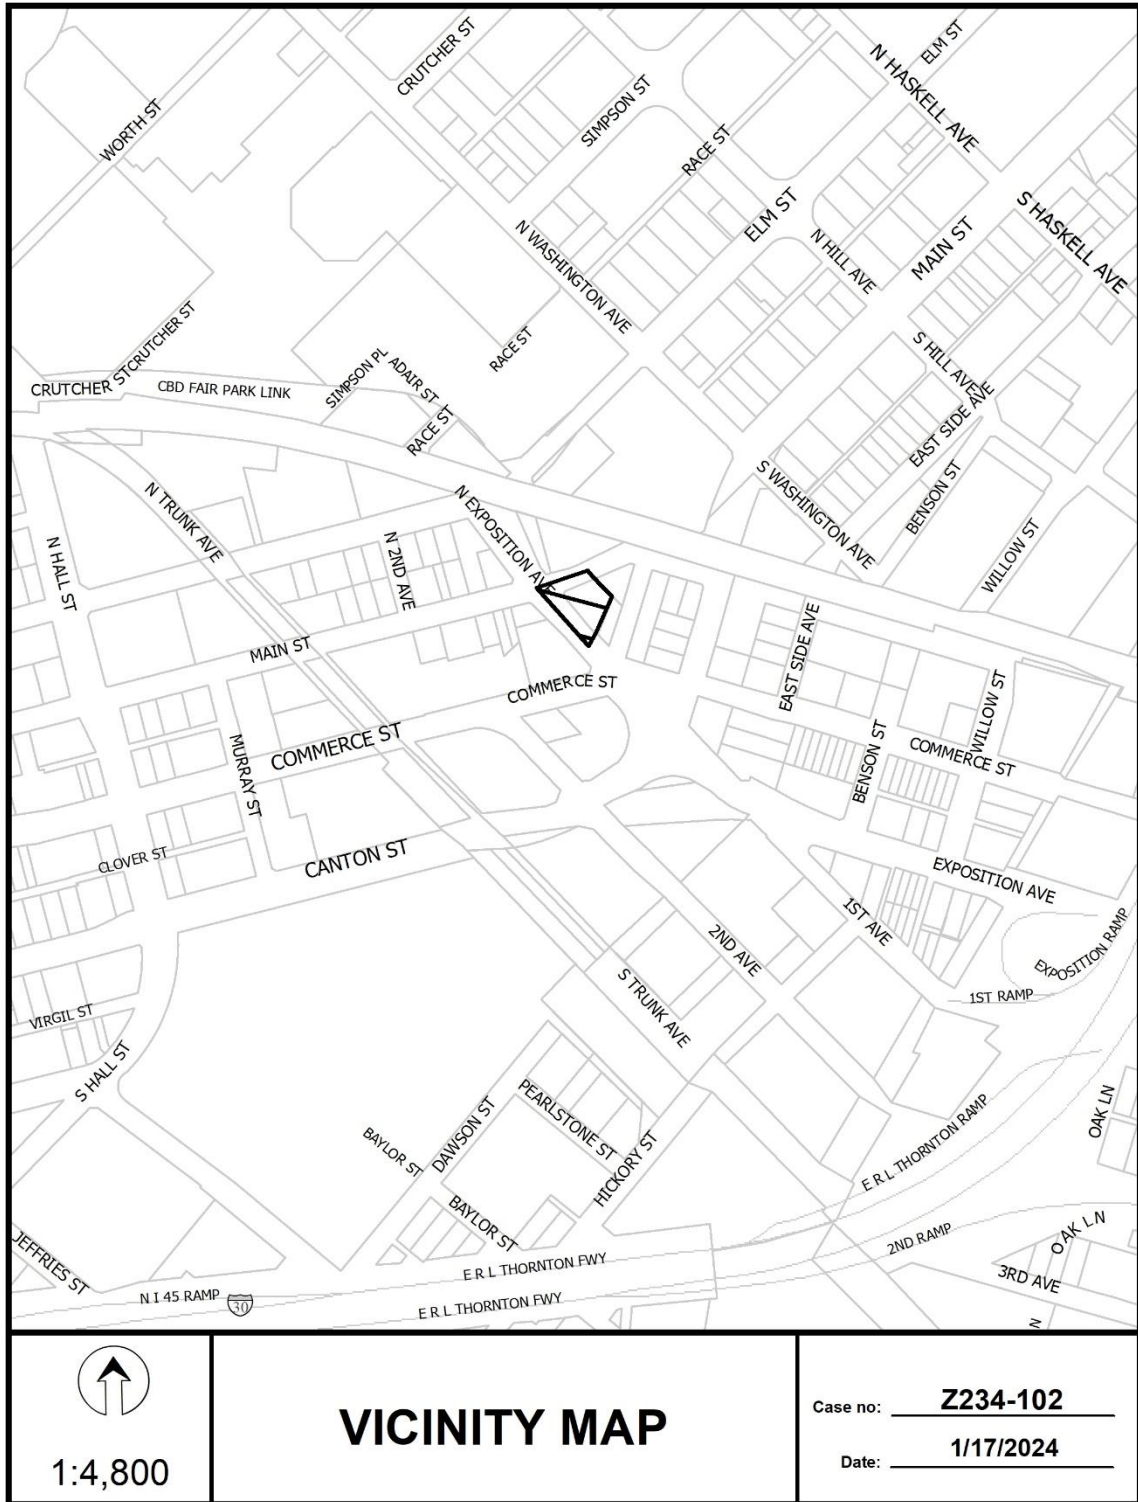 CRUTCHER ST
ELM ST
N HASKELL AVE
WORTH ST
SIMPSON ST
RACE ST
S HASKELL AVE
ELM ST
N WASHINGTON AVE
N HILL AVE
MAIN ST
CRUTCHER ST
RACE ST
S HILL AVE
CRUTCHER ST
CBD FAIR PARK LINK
SIMPSON PL
ADAIR ST
RACE ST
EAST SIDE AVE
N TRUNK AVE
N EXPOSITION AVE
S WASHINGTON AVE
BENSON ST
N HALL ST
N 2ND AVE
WILLOW ST
MAIN ST
EAST SIDE AVE
COMMERCE ST
WILLOW ST
COMMERCE ST
MURRAY ST
BENSON ST
COMMERCE ST
CLOVER ST
CANTON ST
EXPOSITION AVE
1ST AVE
2ND AVE
EXPOSITION RAMP
1ST RAMP
S TRUNK AVE
VIRGIL ST
S HALL ST
PEARLSTONE ST
DAWSON ST
OAK LN
BAYLOR ST
HICKORY ST
E R L THORNTON RAMP
BAYLOR ST
JEFFRIES ST
2ND RAMP
OAK LN
E R L THORNTON FWY
3RD AVE
N I 45 RAMP
30
E R L THORNTON FWY
N
1:4,800
VICINITY MAP
Case no: Z234-102
Date: 1/17/2024